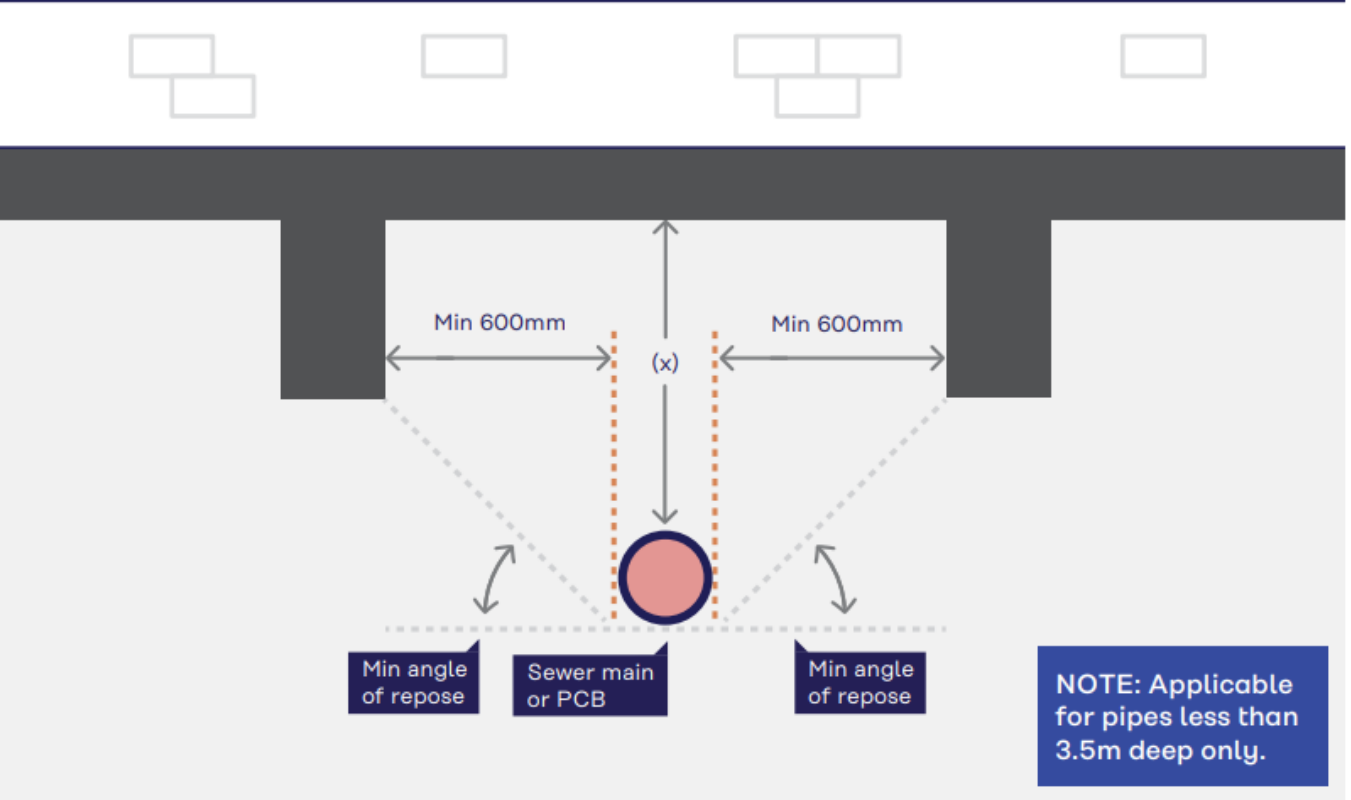 Min 600mm
Min 600mm
(x)
Min angle
of repose
Sewer main
or PCB
Min angle
of repose
NOTE: Applicable
for pipes less than
3.5m deep only.